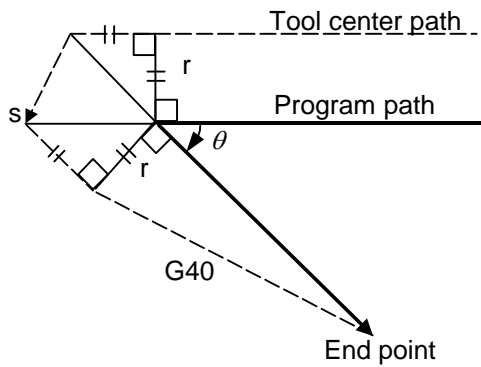 Tool center path
r
Program path
s
θ
r
G40
End point